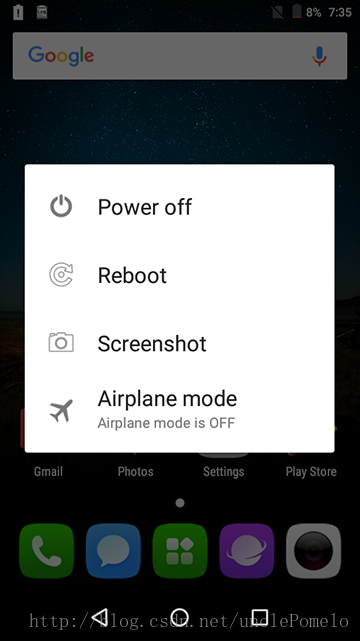 8% 7:35
Google
Power off
Reboot
Screenshot
Airplane mode
Airplane mode is OFF
Gmail Photos Settings Play Store
http://blog.csdn.net/unclePomelo